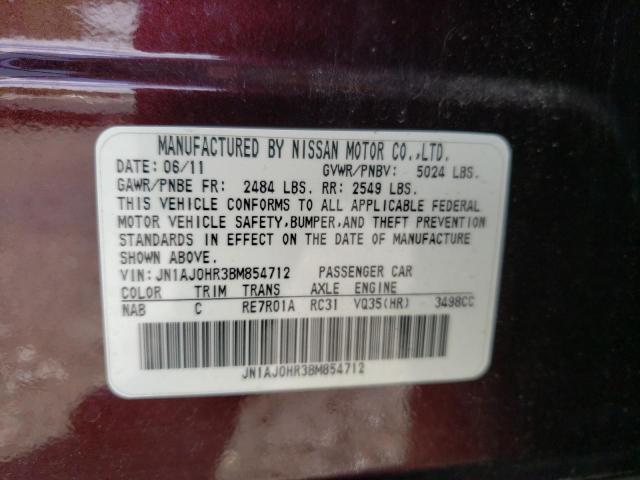 MANUFACTURED BY NISSAN MOTOR CO.,LTD.
DATE: 06/11 GVWR/PNBV: 5024 LBS.
GAWR/PNBE FR: 2484 LBS. RR: 2549 LBS.
THIS VEHICLE CONFORMS TO ALL APPLICABLE FEDERAL
MOTOR VEHICLE SAFETY,BUMPER,AND THEFT PREVENTION
STANDARDS IN EFFECT ON THE DATE OF MANUFACTURE
SHOWN ABOVE.
VIN: JN1AJ0HR3BM854712 PASSENGER CAR
COLOR TRIM TRANS AXLE ENGINE
NAB C RE7R01A RC31 VQ35(HR) 3498CC
JN1AJ0HR3BM854712